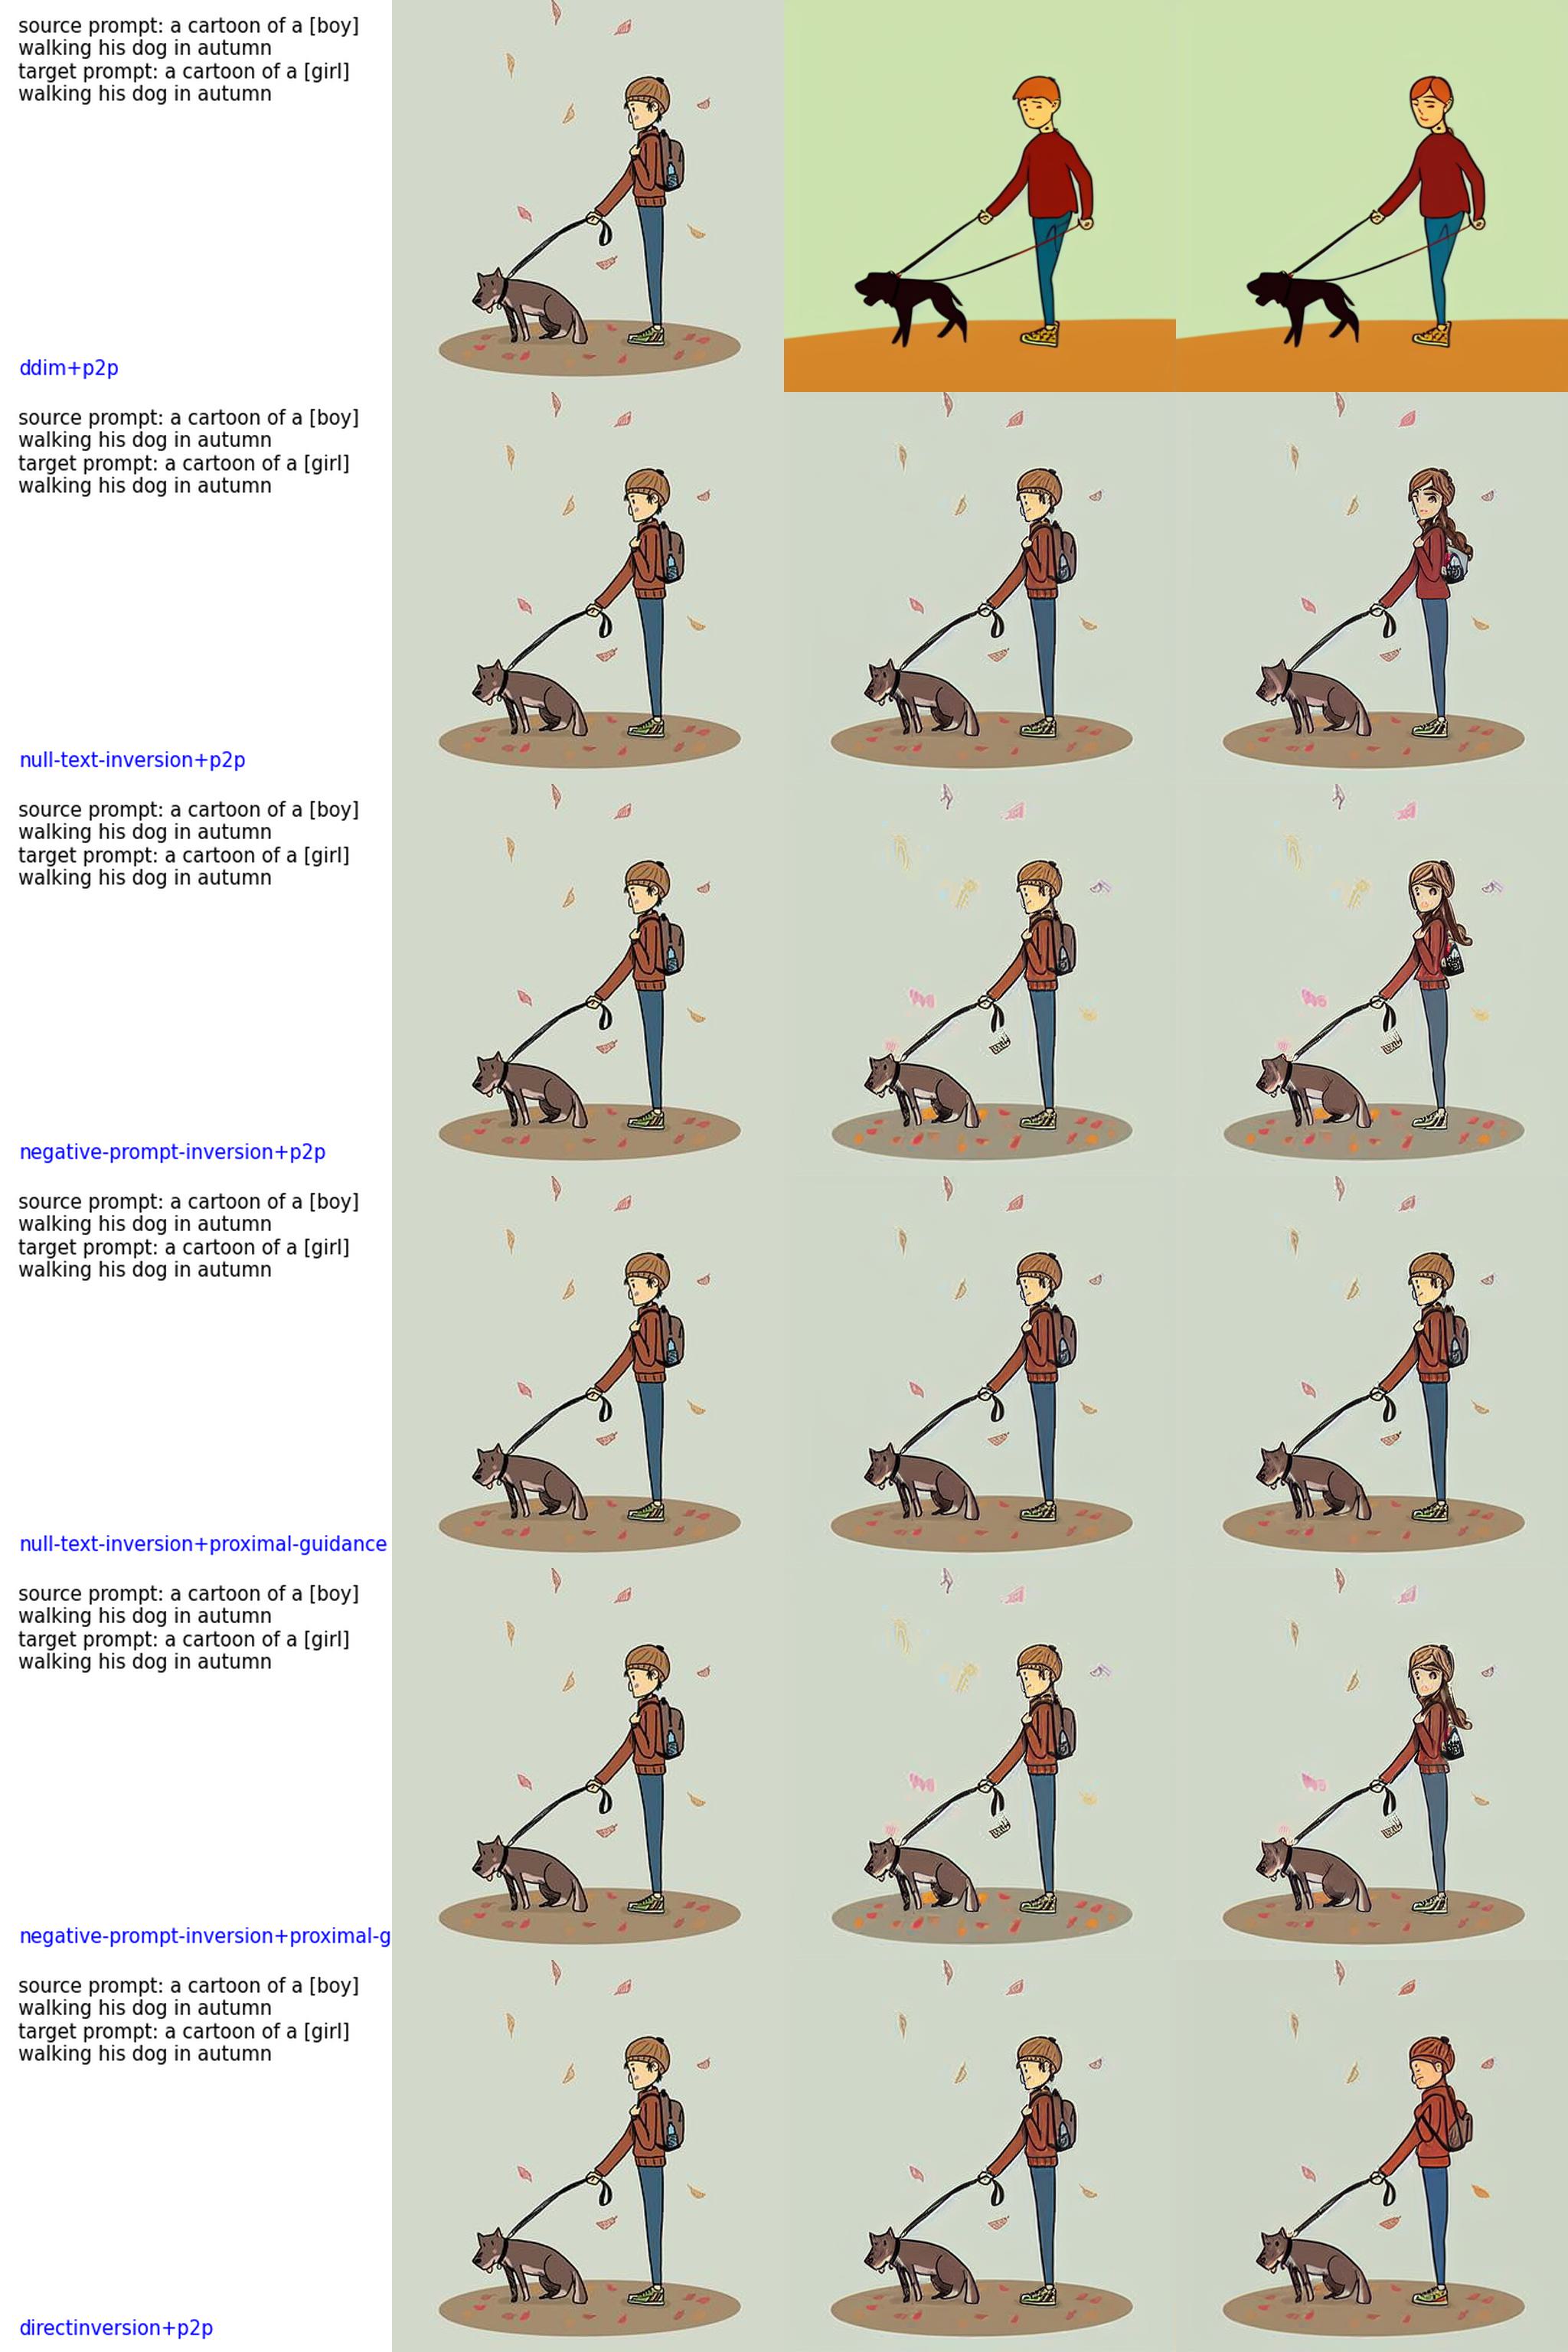 source prompt: a cartoon of a [boy]
walking his dog in autumn
target prompt: a cartoon of a [girl]
walking his dog in autumn
ddim+p2p
source prompt: a cartoon of a [boy]
walking his dog in autumn
target prompt: a cartoon of a [girl]
walking his dog in autumn
null-text-inversion+p2p
source prompt: a cartoon of a [boy]
walking his dog in autumn
target prompt: a cartoon of a [girl]
walking his dog in autumn
negative-prompt-inversion+p2p
source prompt: a cartoon of a [boy]
walking his dog in autumn
target prompt: a cartoon of a [girl]
walking his dog in autumn
null-text-inversion+proximal-guidance
source prompt: a cartoon of a [boy]
walking his dog in autumn
target prompt: a cartoon of a [girl]
walking his dog in autumn
negative-prompt-inversion+proximal-g
source prompt: a cartoon of a [boy]
walking his dog in autumn
target prompt: a cartoon of a [girl]
walking his dog in autumn
directinversion+p2p